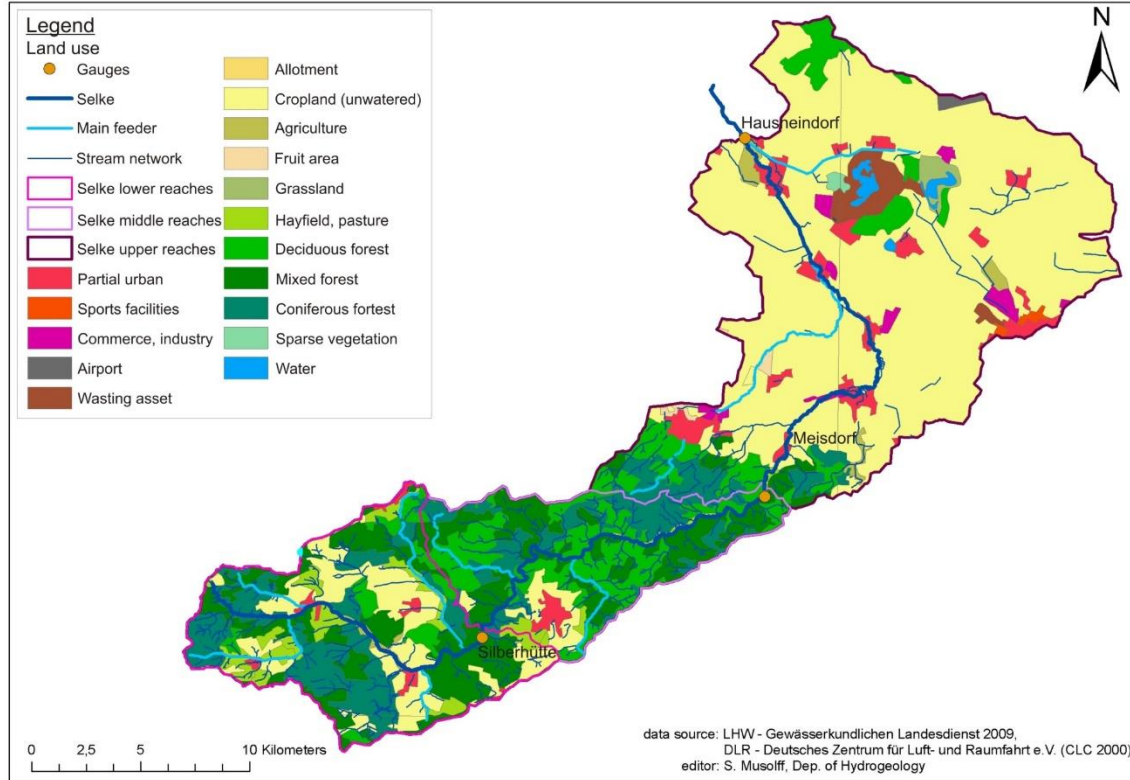 Legend
Land use
Gauges
Selke
Main feeder
Stream network
Selke lower reaches
Selke middle reaches
Selke upper reaches
Partial urban
Sports facilities
Commerce, industry
Airport
Wasting asset
Allotment
Cropland (unwatered)
Agriculture
Fruit area
Grassland
Hayfield, pasture
Deciduous forest
Mixed forest
Coniferous fortest
Sparse vegetation
Water
N
Hausneindorf
Meisdorf
Silberhütte
0 2,5 5 10 Kilometers
data source: LHW - Gewässerkundlichen Landesdienst 2009,
DLR - Deutsches Zentrum für Luft- und Raumfahrt e.V. (CLC 2000)
editor: S. Musolff, Dep. of Hydrogeology